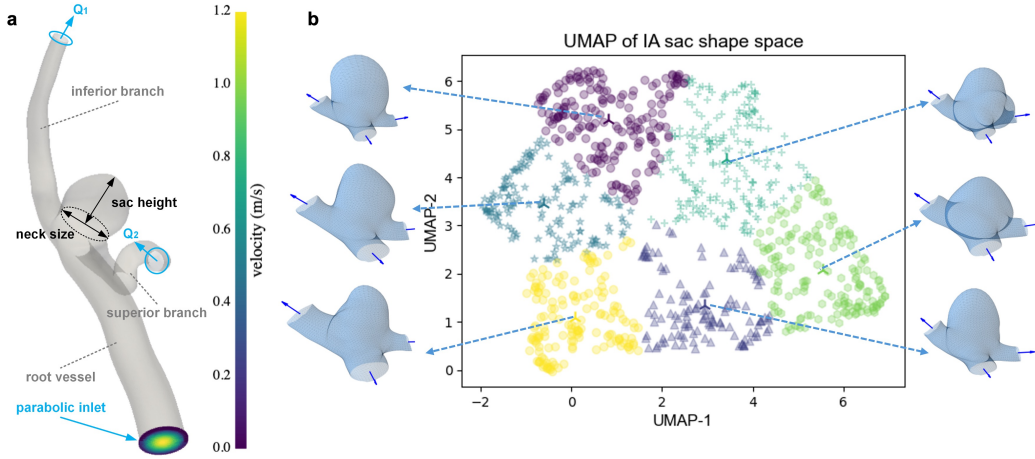 a
Q1
inferior branch
sac height
neck size
Q2
superior branch
root vessel
parabolic inlet
1.2
1.0
0.8
0.6
0.4
0.2
0.0
velocity (m/s)
b
UMAP of IA sac shape space
6
5
4
3
2
1
0
UMAP-2
−2
0
2
4
6
UMAP-1